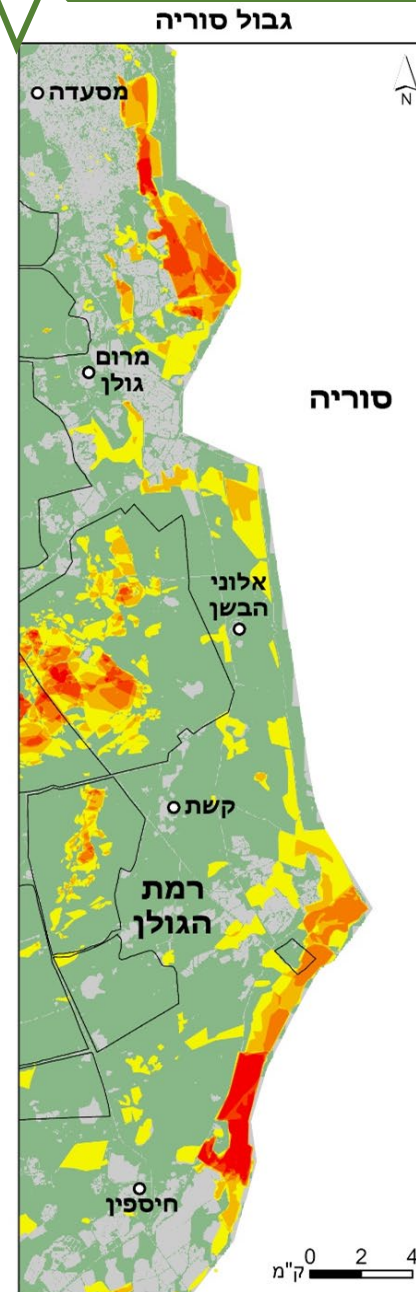 גבול סוריה
N
מסעדה
מרום
גולן
סוריה
אלוני
הבשן
קשת
רמת
הגולן
חיספין
0 2 4
ק"מ